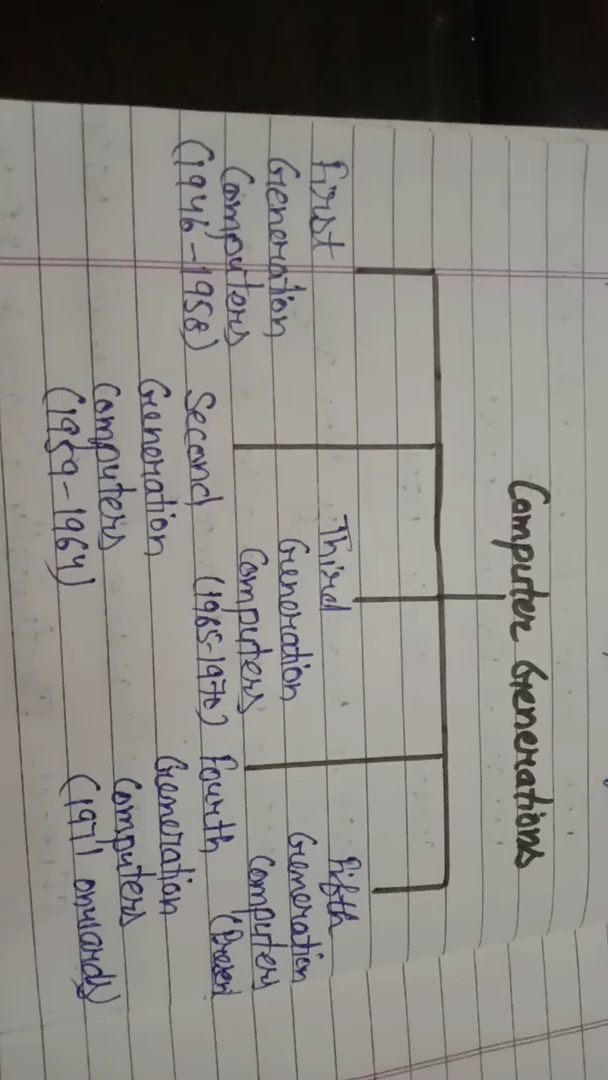 Computer Generations
First
Generation
Computers
(1946-1958)
Second
Generation
Computers
(1959-1964)
Third
Generation
Computers
(1965-1970)
Fourth
Generation
Computers
(1971 onwards)
Fifth
Generation
Computers
(Present